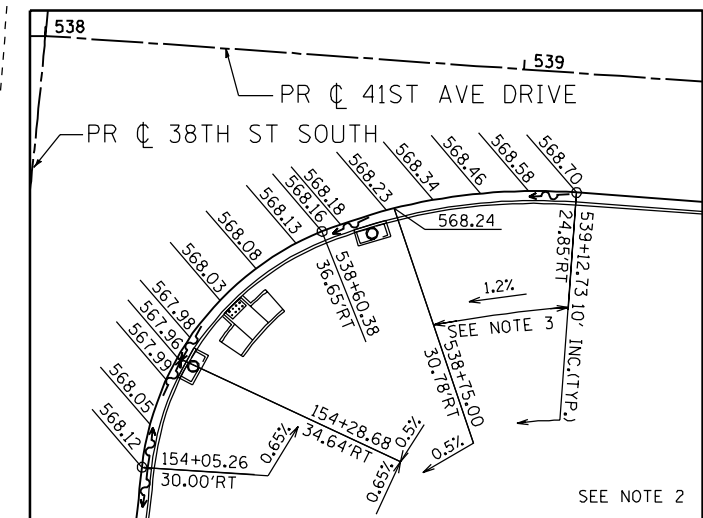 538
539
PR ℄ 41ST AVE DRIVE
PR ℄ 38TH ST SOUTH
568.70
568.58
568.46
568.34
568.23
568.24
568.18
568.16
568.13
568.08
568.03
567.98
567.96
567.99
568.05
568.12
539+12.73 10' INC.(TYP.)
24.85'RT
1.2%
SEE NOTE 3
538+60.38
36.65'RT
538+75.00
30.78'RT
0.5%
154+28.68
34.64'RT
0.5%
0.65%
154+05.26
30.00'RT
0.65%
SEE NOTE 2